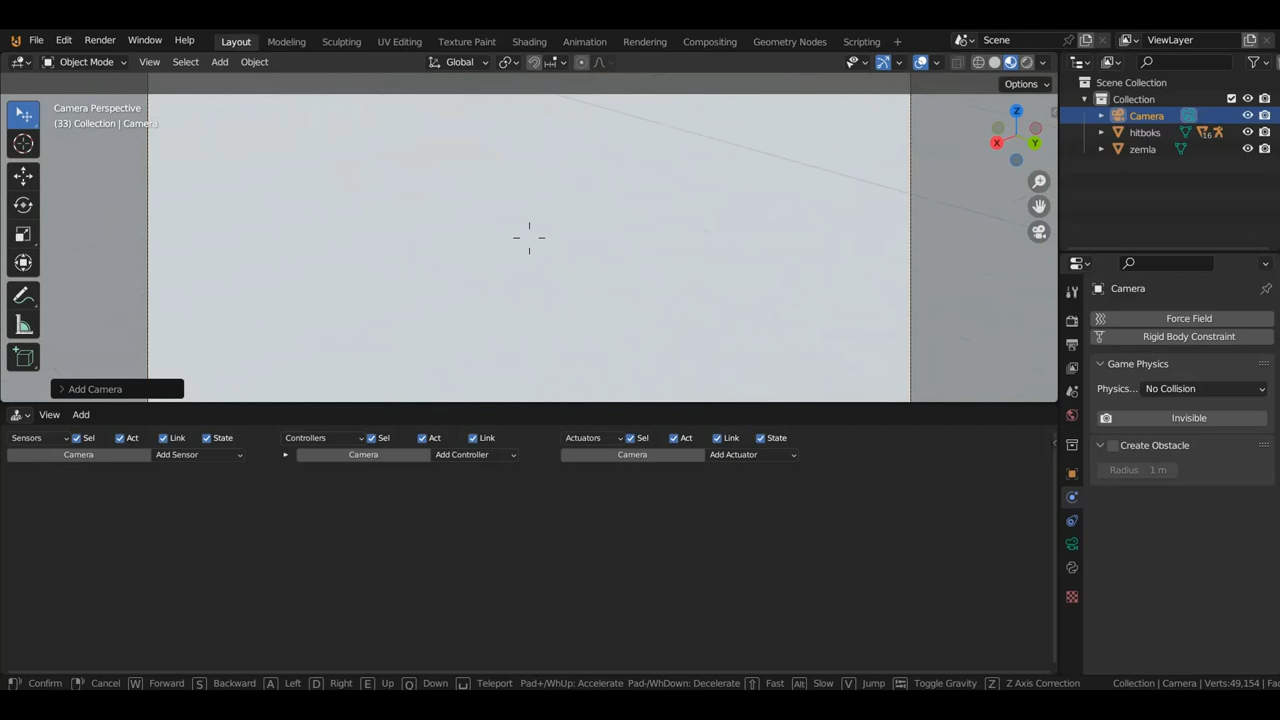 File Edit Render Window Help Layout Modeling Sculpting UV Editing Texture Paint Shading Animation Rendering Compositing Geometry Nodes Scripting + Scene ViewLayer
Object Mode View Select Add Object Global
Options
Camera Perspective
(33) Collection | Camera
Z
X Y
Add Camera
Scene Collection
Collection
Camera
hitboks 16
zemla
Camera
Force Field
Rigid Body Constraint
Game Physics
Physics... No Collision
Invisible
Create Obstacle
Radius 1 m
View Add
Sensors Sel Act Link State Controllers Sel Act Link Actuators Sel Act Link State
Camera Add Sensor Camera Add Controller Camera Add Actuator
Confirm Cancel W Forward S Backward A Left D Right E Up Q Down Teleport Pad+/WhUp: Accelerate Pad-/WhDown: Decelerate Fast Alt Slow V Jump Toggle Gravity Z Z Axis Correction Collection | Camera | Verts:49,154 | Fac